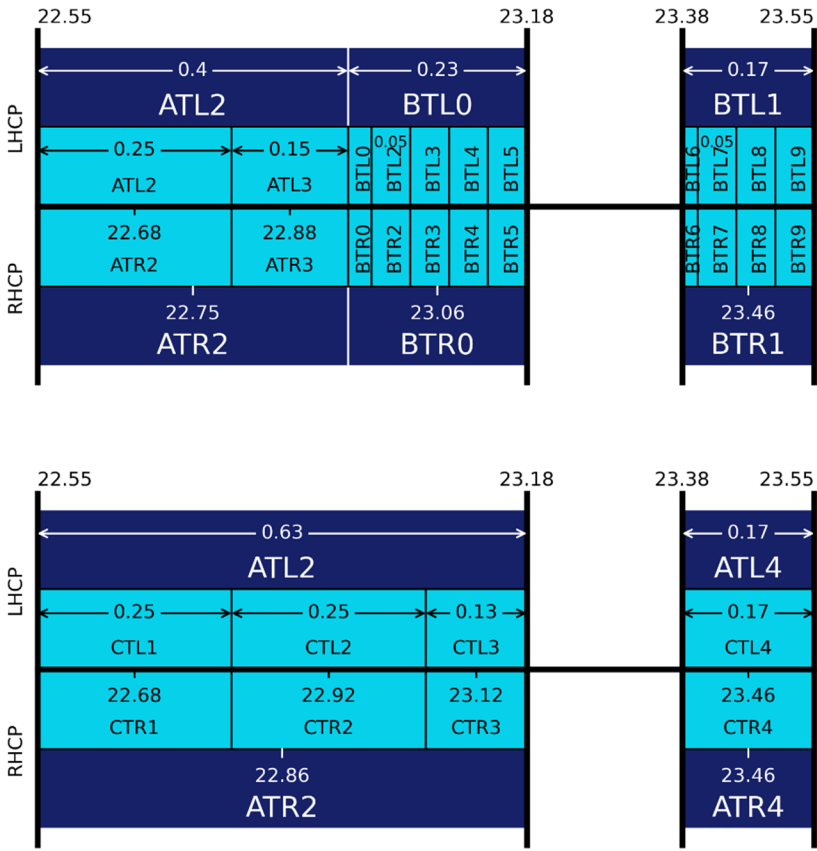 22.55 23.18 23.38 23.55
LHCP
0.4 0.23 0.17
ATL2 BTL0 BTL1
0.25 0.15 0.05 0.05
ATL2 ATL3 BTL0 BTL2 BTL3 BTL4 BTL5 BTL6 BTL7 BTL8 BTL9
RHCP
22.68 22.88
ATR2 ATR3 BTR0 BTR2 BTR3 BTR4 BTR5 BTR6 BTR7 BTR8 BTR9
22.75 23.06 23.46
ATR2 BTR0 BTR1
22.55 23.18 23.38 23.55
LHCP
0.63 0.17
ATL2 ATL4
0.25 0.25 0.13 0.17
CTL1 CTL2 CTL3 CTL4
RHCP
22.68 22.92 23.12 23.46
CTR1 CTR2 CTR3 CTR4
22.86 23.46
ATR2 ATR4